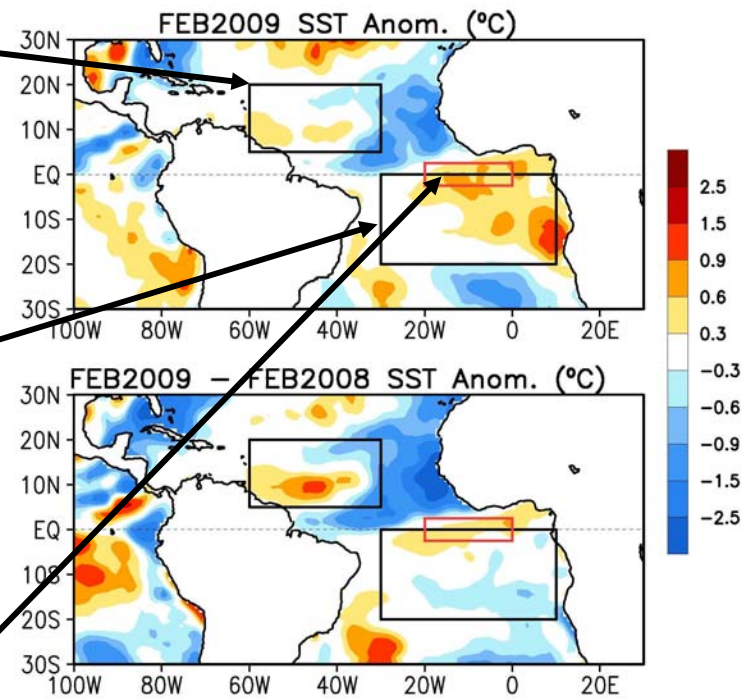 FEB2009 SST Anom. (ºC)
30N
20N
10N
EQ
10S
20S
30S
100W 80W 60W 40W 20W 0 20E
FEB2009 – FEB2008 SST Anom. (ºC)
30N
20N
10N
EQ
10S
20S
30S
100W 80W 60W 40W 20W 0 20E
2.5
1.5
0.9
0.6
0.3
-0.3
-0.6
-0.9
-1.5
-2.5